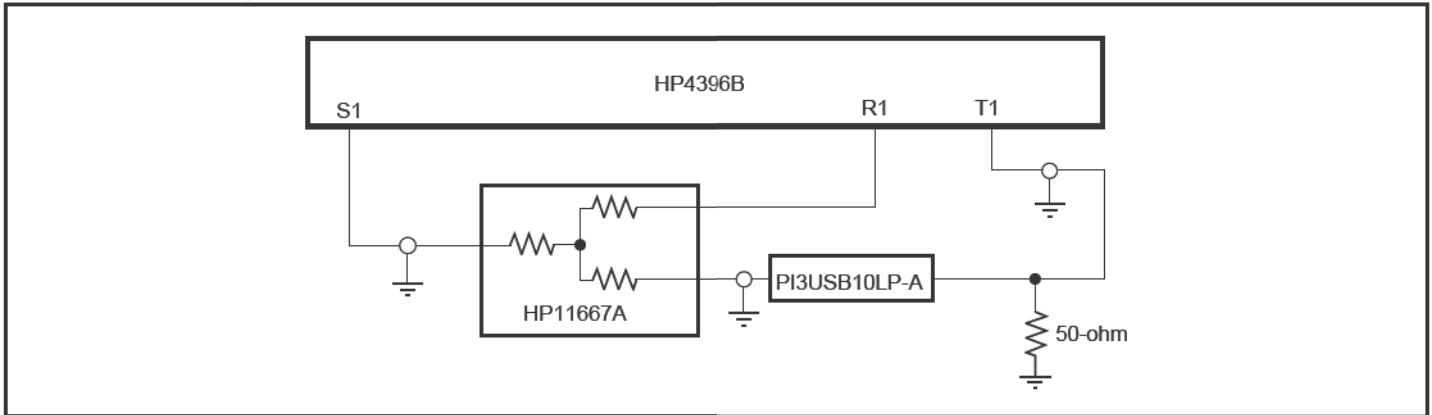 HP4396B
S1
R1
T1
HP11667A
PI3USB10LP-A
50-ohm